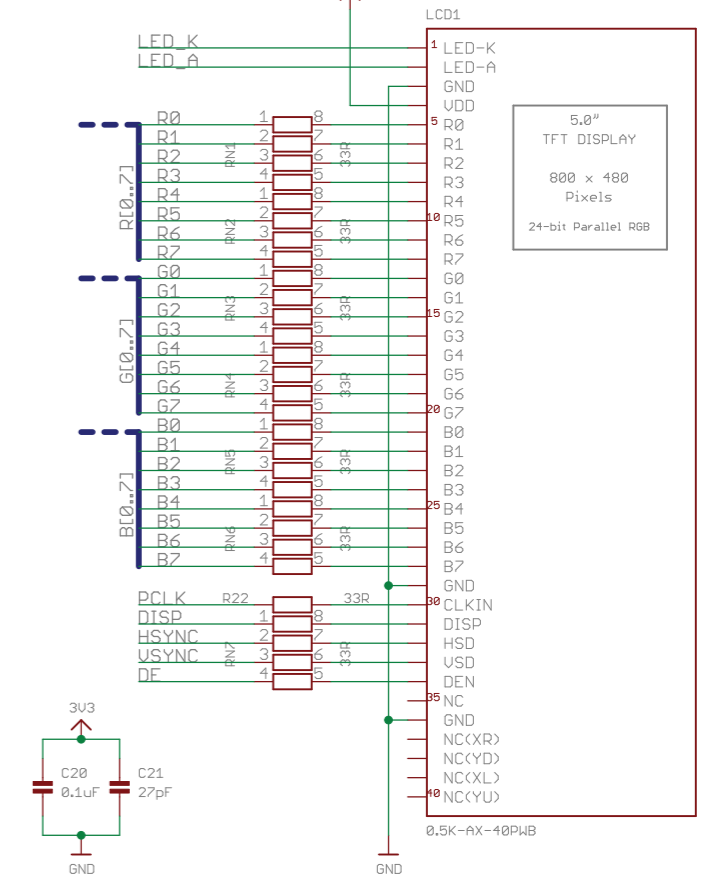 LCD1
LED_K
LED_A
1 LED-K
LED-A
GND
VDD
5 R0
R1
R2
R3
R4
10 R5
R6
R7
G0
G1
15 G2
G3
G4
G5
G6
20 G7
B0
B1
B2
B3
25 B4
B5
B6
B7
GND
30 CLKIN
DISP
HSD
VSD
DEN
35 NC
GND
NC(XR)
NC(YD)
NC(XL)
40 NC(YU)
5.0"
TFT DISPLAY
800 x 480
Pixels
24-bit Parallel RGB
R[0..7]
R0 1 8
R1 2 7
R2 3 6
R3 4 5
RN1 33R
R4 1 8
R5 2 7
R6 3 6
R7 4 5
RN2 33R
G[0..7]
G0 1 8
G1 2 7
G2 3 6
G3 4 5
RN3 33R
G4 1 8
G5 2 7
G6 3 6
G7 4 5
RN4 33R
B[0..7]
B0 1 8
B1 2 7
B2 3 6
B3 4 5
RN5 33R
B4 1 8
B5 2 7
B6 3 6
B7 4 5
RN6 33R
PCLK R22 33R
DISP 1 8
HSYNC 2 7
VSYNC 3 6
DE 4 5
RN7 33R
3V3
C20
0.1uF
C21
27pF
GND
GND
0.5K-AX-40PWB